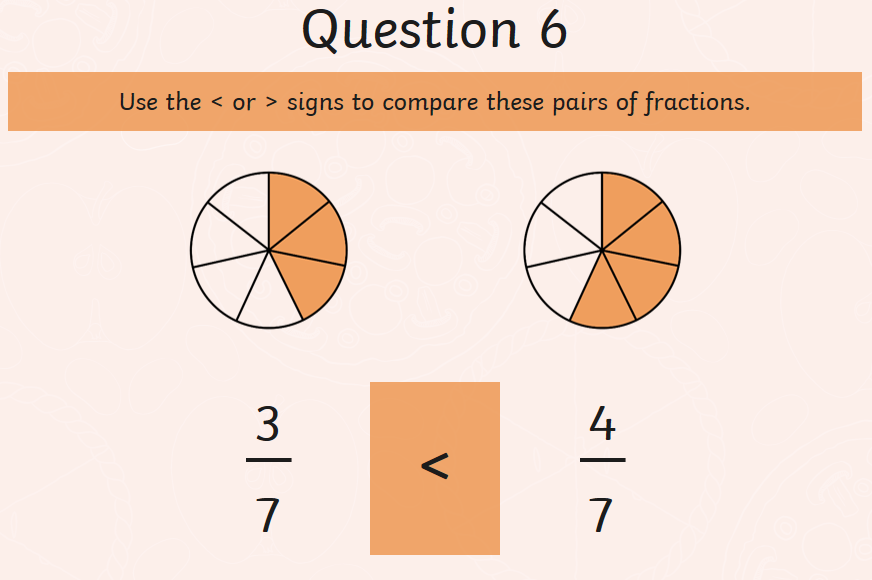 Question 6
Use the < or > signs to compare these pairs of fractions.
3
7
<
4
7